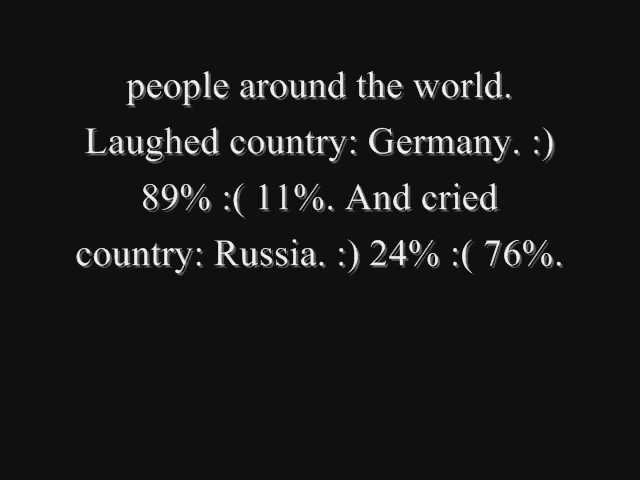 people around the world.
Laughed country: Germany. :)
89% :( 11%. And cried
country: Russia. :) 24% :( 76%.